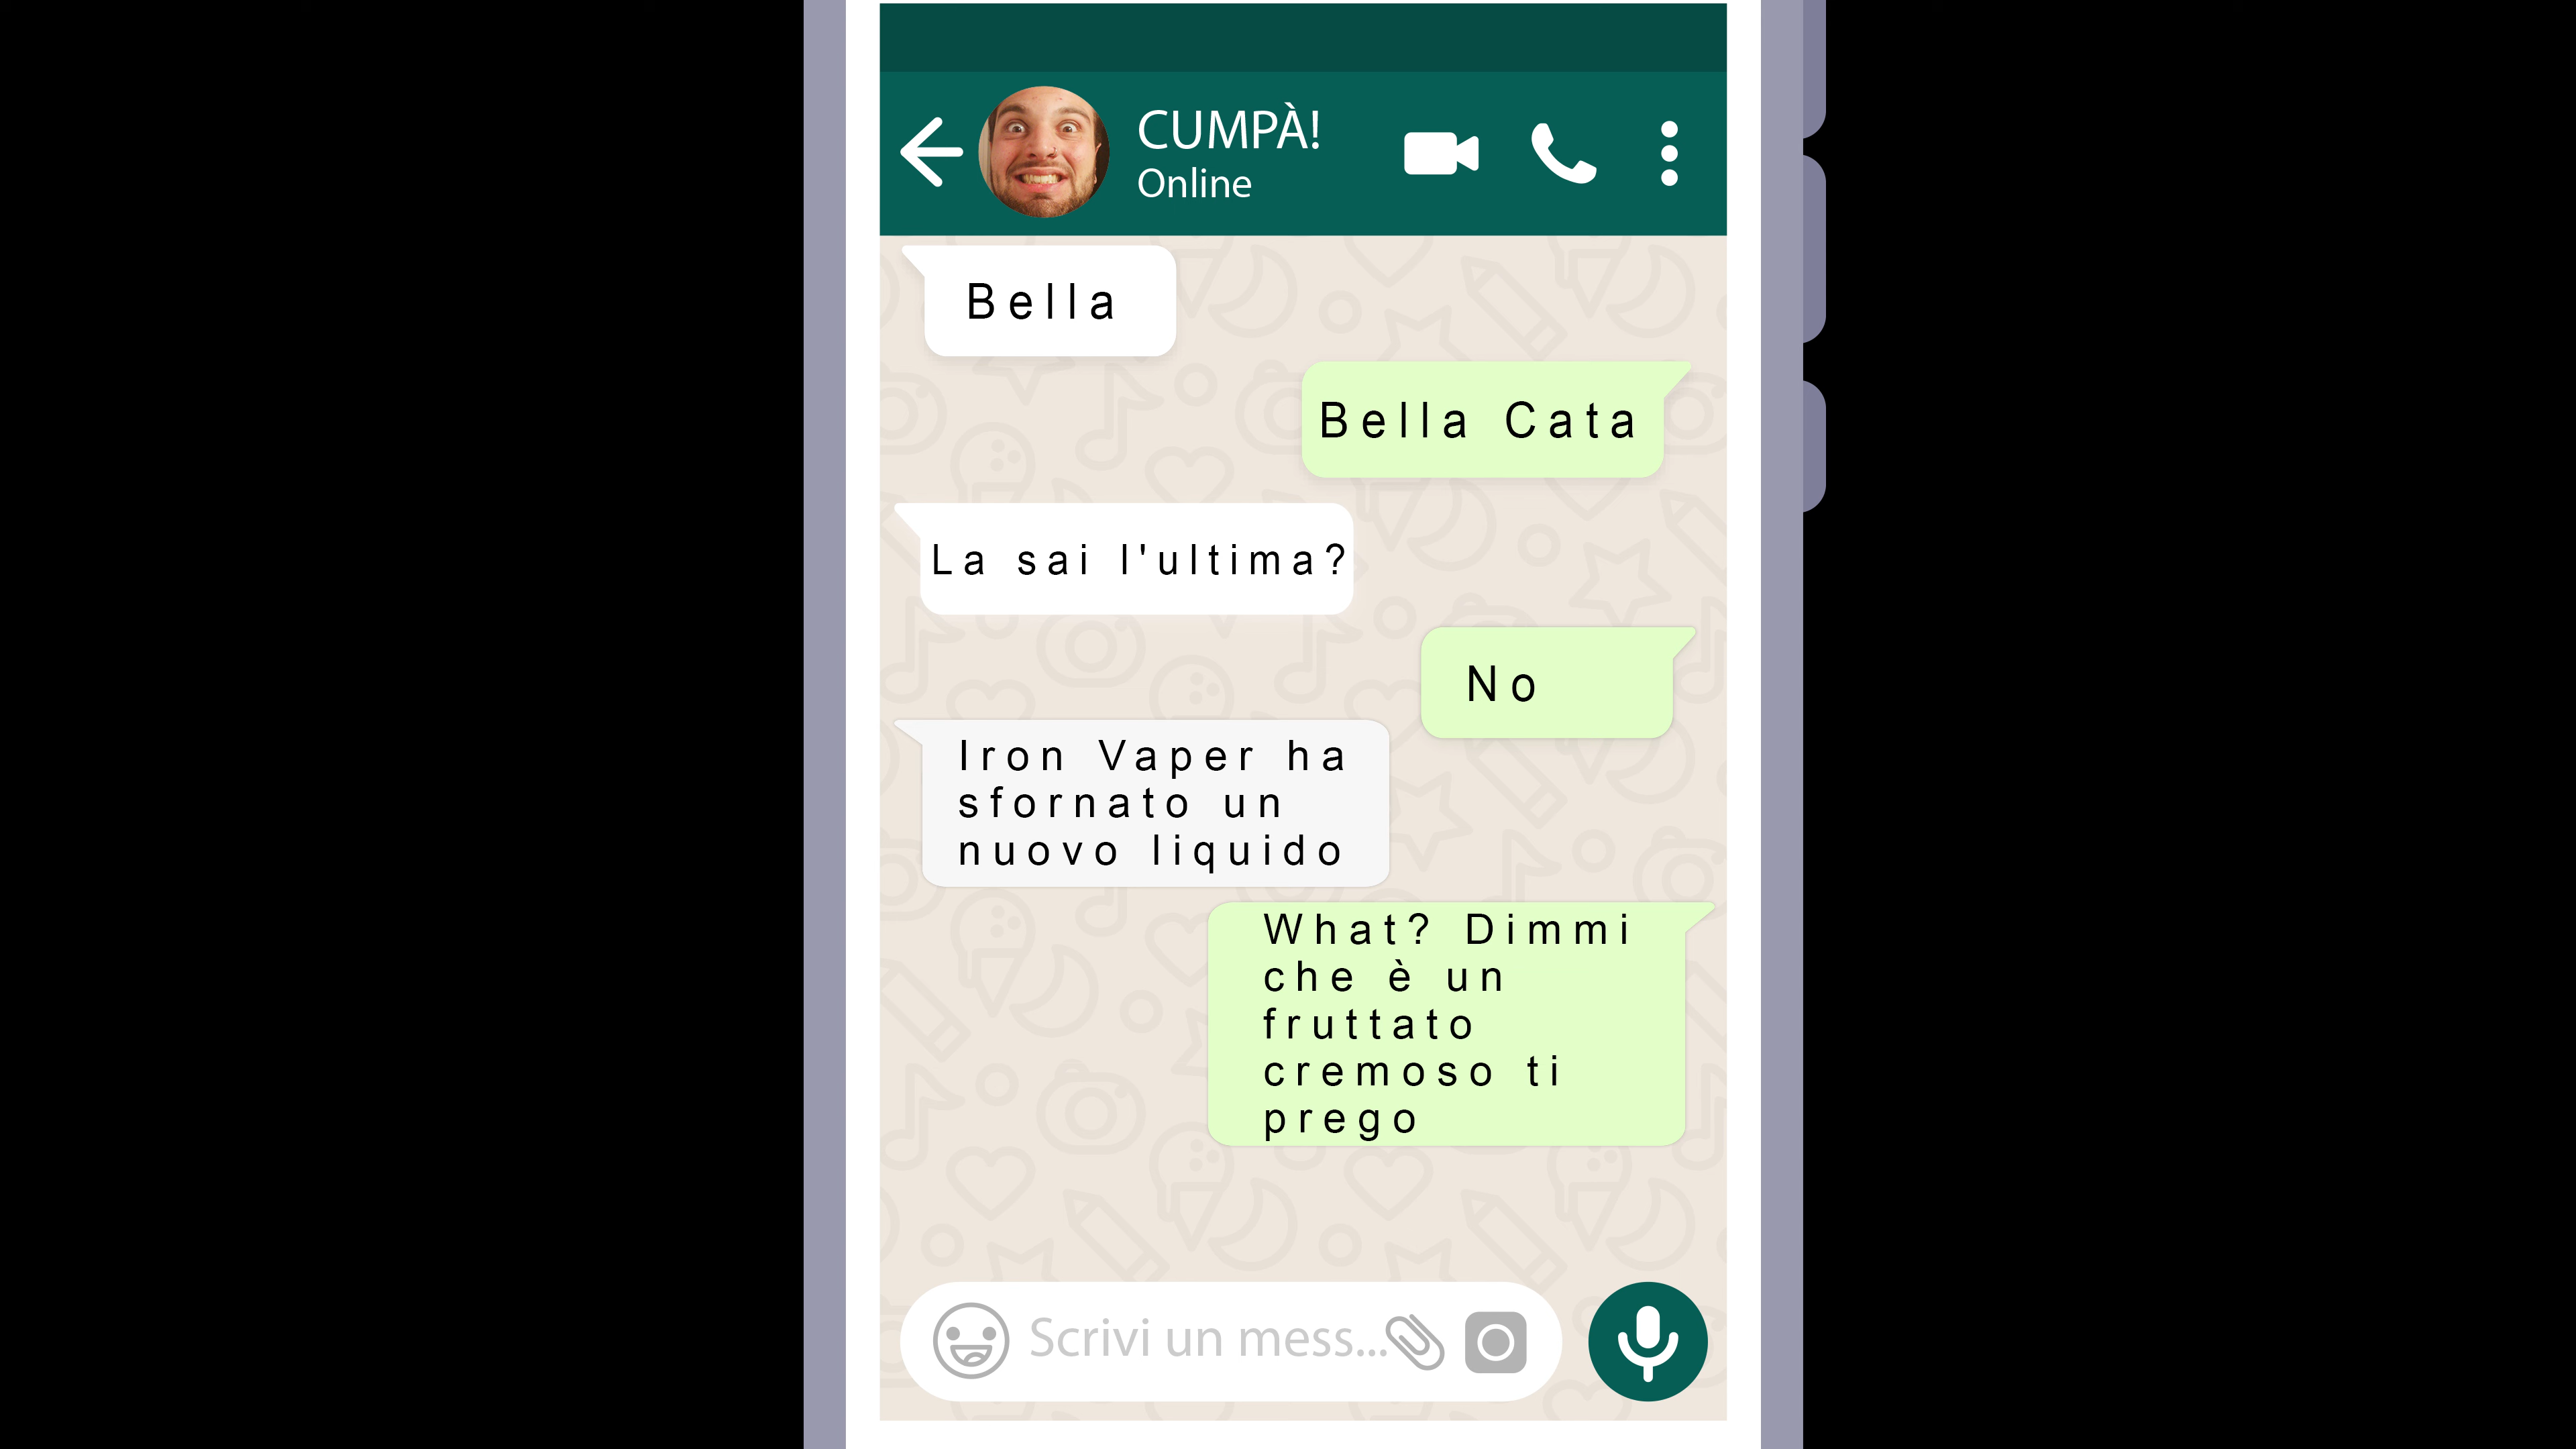 CUMPÀ!
Online
Bella
Bella Cata
La sai l'ultima?
No
Iron Vaper ha
sfornato un
nuovo liquido
What? Dimmi
che è un
fruttato
cremoso ti
prego
Scrivi un mess...